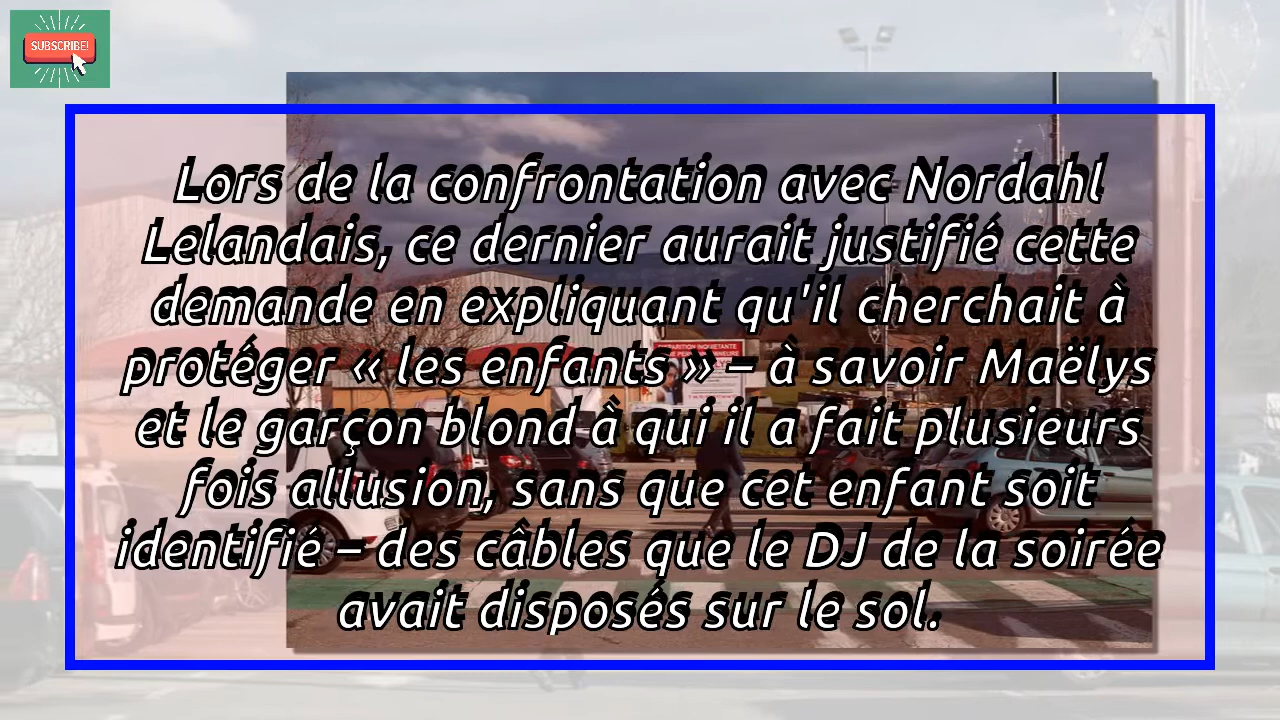 SUBSCRIBE!
Lors de la confrontation avec Nordahl
Lelandais, ce dernier aurait justifié cette
demande en expliquant qu'il cherchait à
protéger « les enfants » – à savoir Maëlys
et le garçon blond à qui il a fait plusieurs
fois allusion, sans que cet enfant soit
identifié – des câbles que le DJ de la soirée
avait disposés sur le sol.